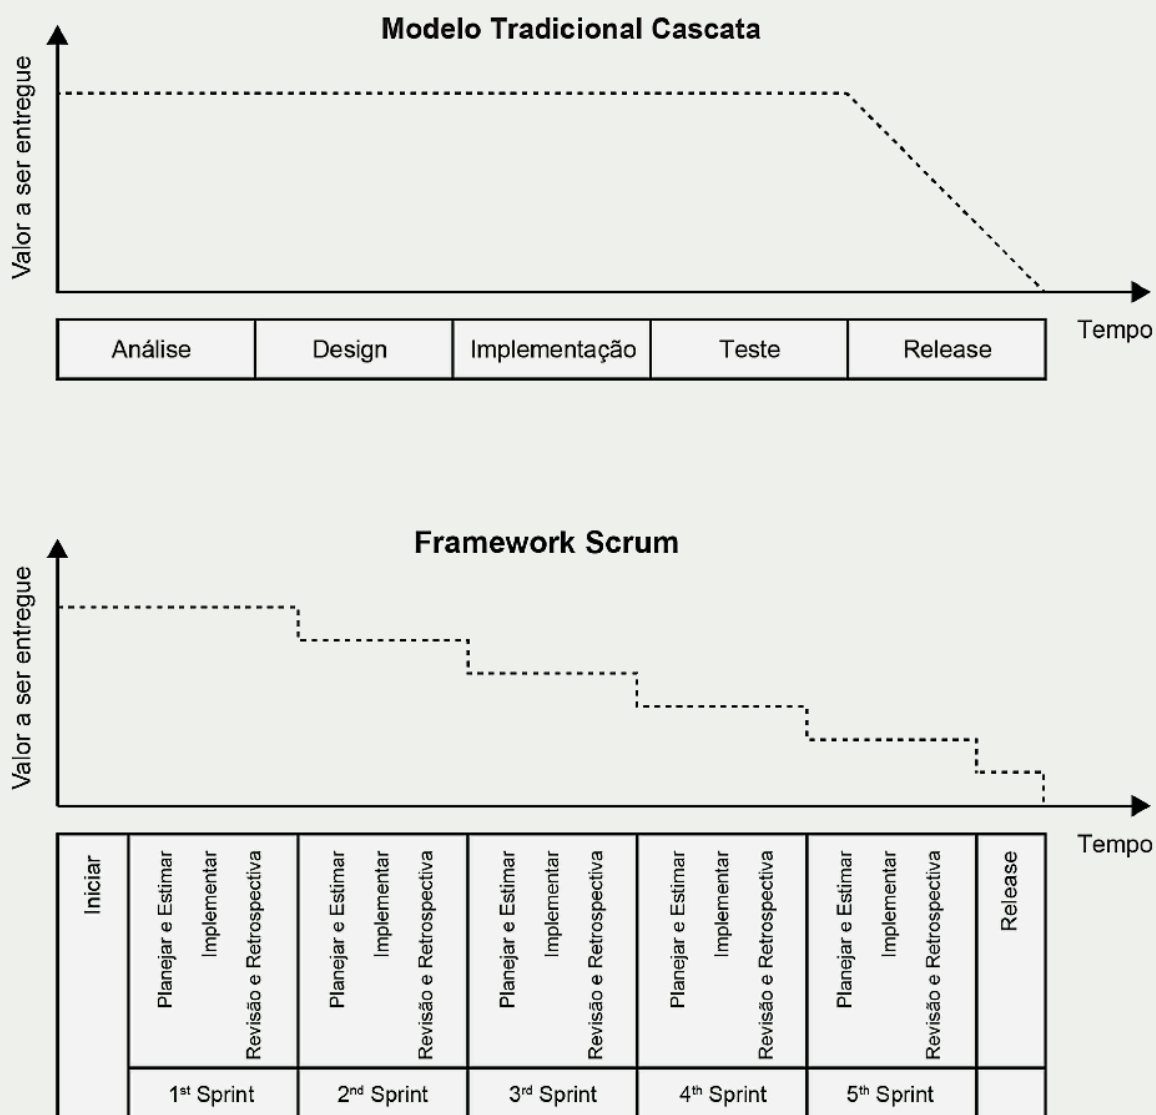 Modelo Tradicional Cascata
Valor a ser entregue
Tempo
Análise
Design
Implementação
Teste
Release
Framework Scrum
Valor a ser entregue
Tempo
Iniciar
Planejar e Estimar
Implementar
Revisão e Retrospectiva
Planejar e Estimar
Implementar
Revisão e Retrospectiva
Planejar e Estimar
Implementar
Revisão e Retrospectiva
Planejar e Estimar
Implementar
Revisão e Retrospectiva
Planejar e Estimar
Implementar
Revisão e Retrospectiva
Release
1st Sprint
2nd Sprint
3rd Sprint
4th Sprint
5th Sprint